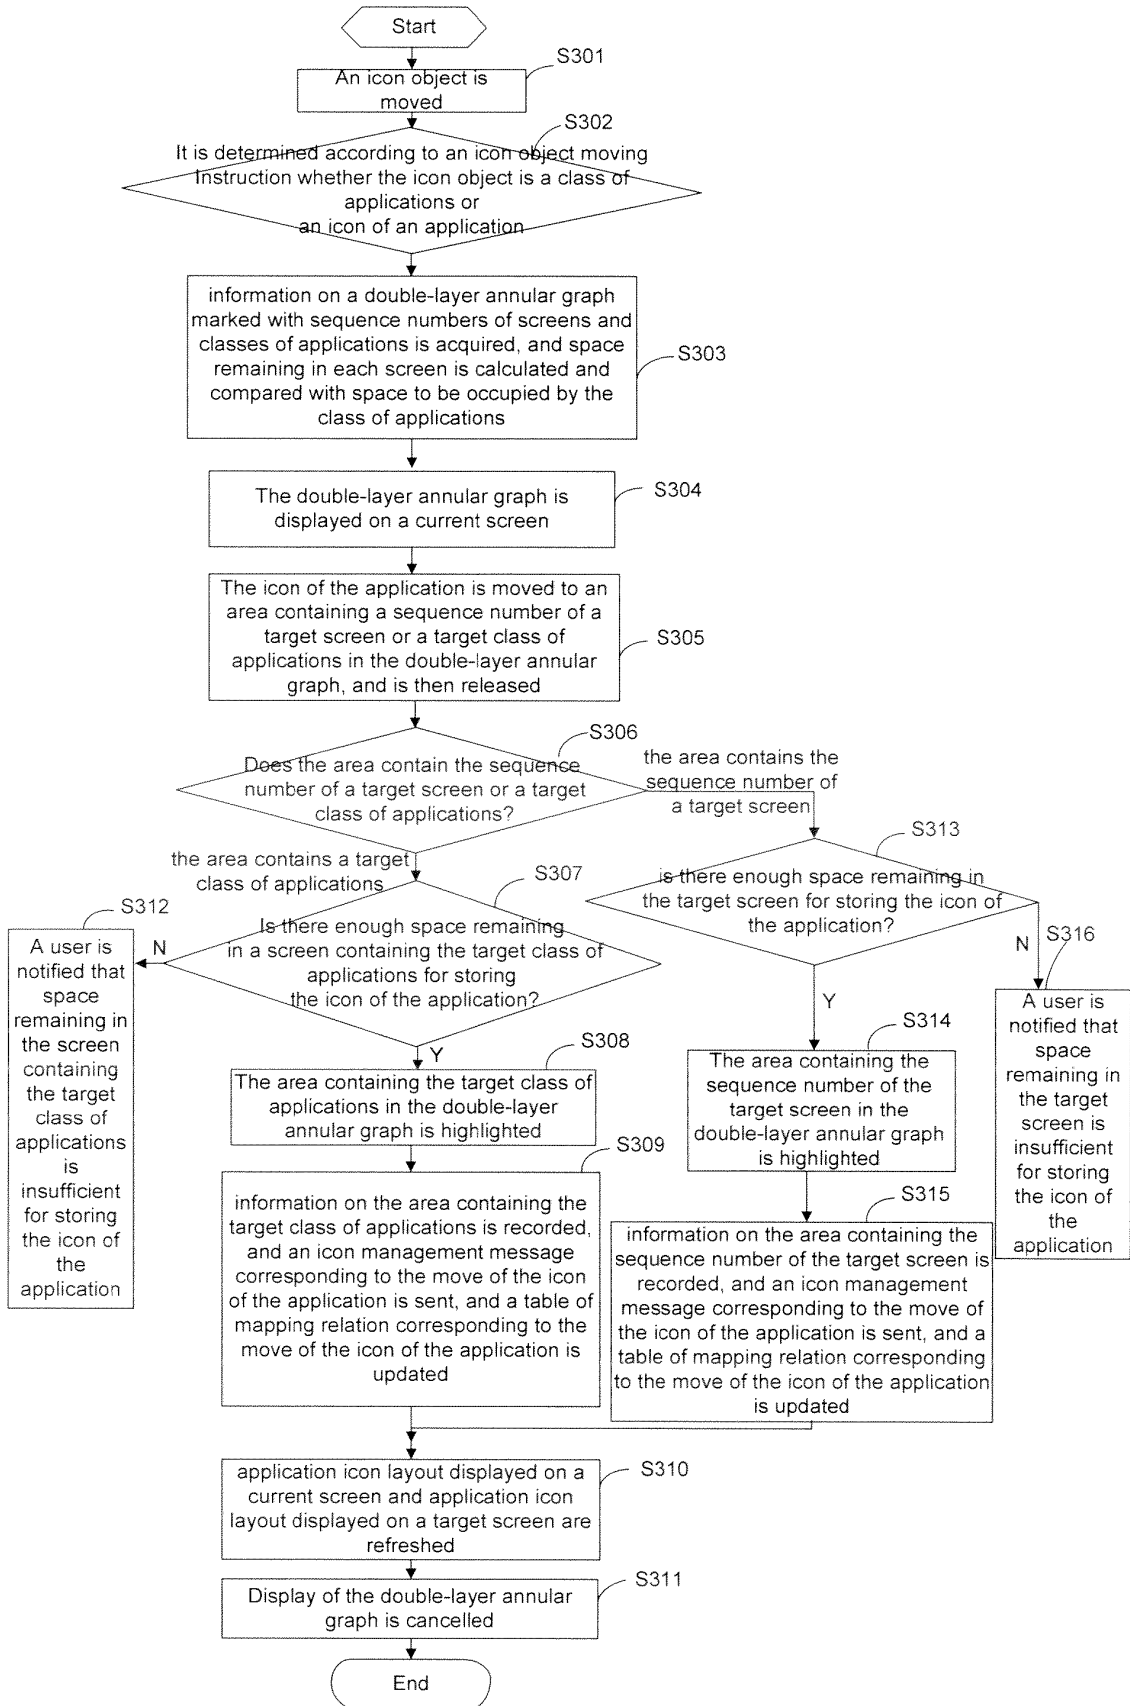 Start
S301
An icon object is
moved
S302
It is determined according to an icon object moving
Instruction whether the icon object is a class of
applications or
an icon of an application
information on a double-layer annular graph
marked with sequence numbers of screens and
classes of applications is acquired, and space
remaining in each screen is calculated and
compared with space to be occupied by the
class of applications
S303
The double-layer annular graph is
displayed on a current screen
S304
The icon of the application is moved to an
area containing a sequence number of a
target screen or a target class of
applications in the double-layer annular
graph, and is then released
S305
S306
Does the area contain the sequence
number of a target screen or a target
class of applications?
the area contains the
sequence number of
a target screen
S313
is there enough space remaining in
the target screen for storing the icon of
the application?
the area contains a target
class of applications
S307
Is there enough space remaining
in a screen containing the target class of
applications for storing
the icon of the application?
S312
N
A user is
notified that
space
remaining in
the screen
containing
the target
class of
applications
is
insufficient
for storing
the icon of
the
application
N
S316
A user is
notified that
space
remaining in
the target
screen is
insufficient
for storing
the icon of
the
application
Y
S308
The area containing the target class of
applications in the double-layer
annular graph is highlighted
Y
S314
The area containing the
sequence number of the
target screen in the
double-layer annular graph
is highlighted
S309
information on the area containing the
target class of applications is recorded,
and an icon management message
corresponding to the move of the icon
of the application is sent, and a table of
mapping relation corresponding to the
move of the icon of the application is
updated
S315
information on the area containing the
sequence number of the target screen is
recorded, and an icon management
message corresponding to the move of
the icon of the application is sent, and a
table of mapping relation corresponding
to the move of the icon of the application
is updated
application icon layout displayed on a
current screen and application icon
layout displayed on a target screen are
refreshed
S310
Display of the double-layer annular
graph is cancelled
S311
End